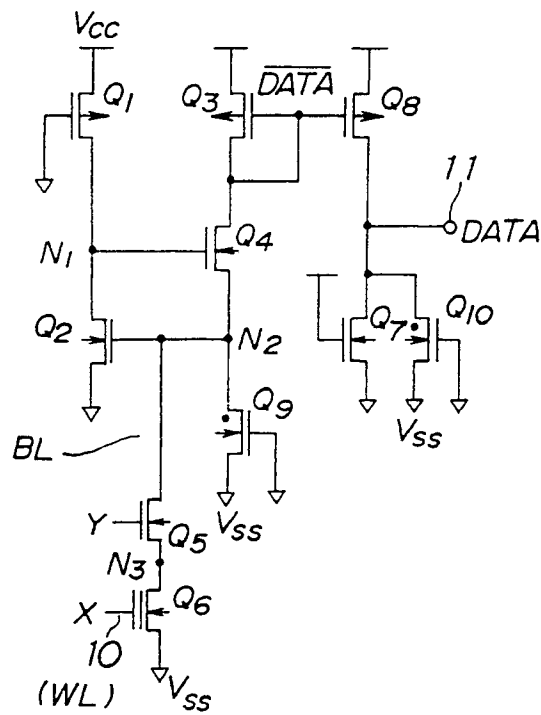 VCC
Q1
Q3
DATA
Q8
11
DATA
N1
Q4
Q2
N2
Q7
Q10
Q9
VSS
BL
VSS
Y
Q5
N3
X
Q6
10
(WL)
VSS